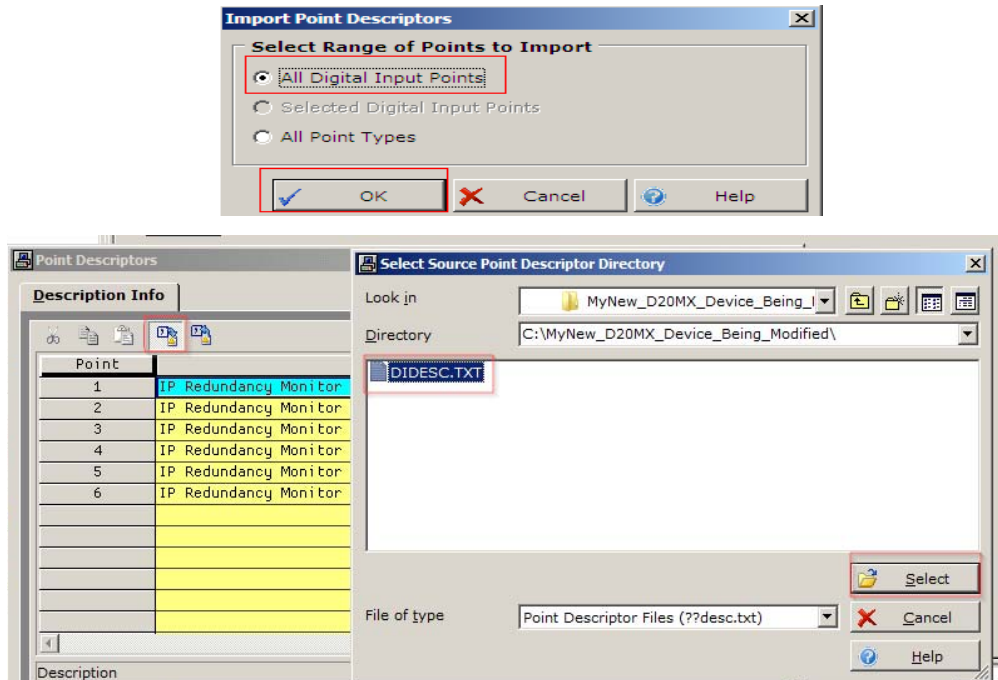 Import Point Descriptors
Select Range of Points to Import
All Digital Input Points
Selected Digital Input Points
All Point Types
OK Cancel Help
Point Descriptors
Description Info
Point
1 IP Redundancy Monitor
2 IP Redundancy Monitor
3 IP Redundancy Monitor
4 IP Redundancy Monitor
5 IP Redundancy Monitor
6 IP Redundancy Monitor
Description
Select Source Point Descriptor Directory
Look in MyNew_D20MX_Device_Being_
Directory C:\MyNew_D20MX_Device_Being_Modified\
DIDESC.TXT
Select
File of type Point Descriptor Files (??desc.txt) Cancel
Help